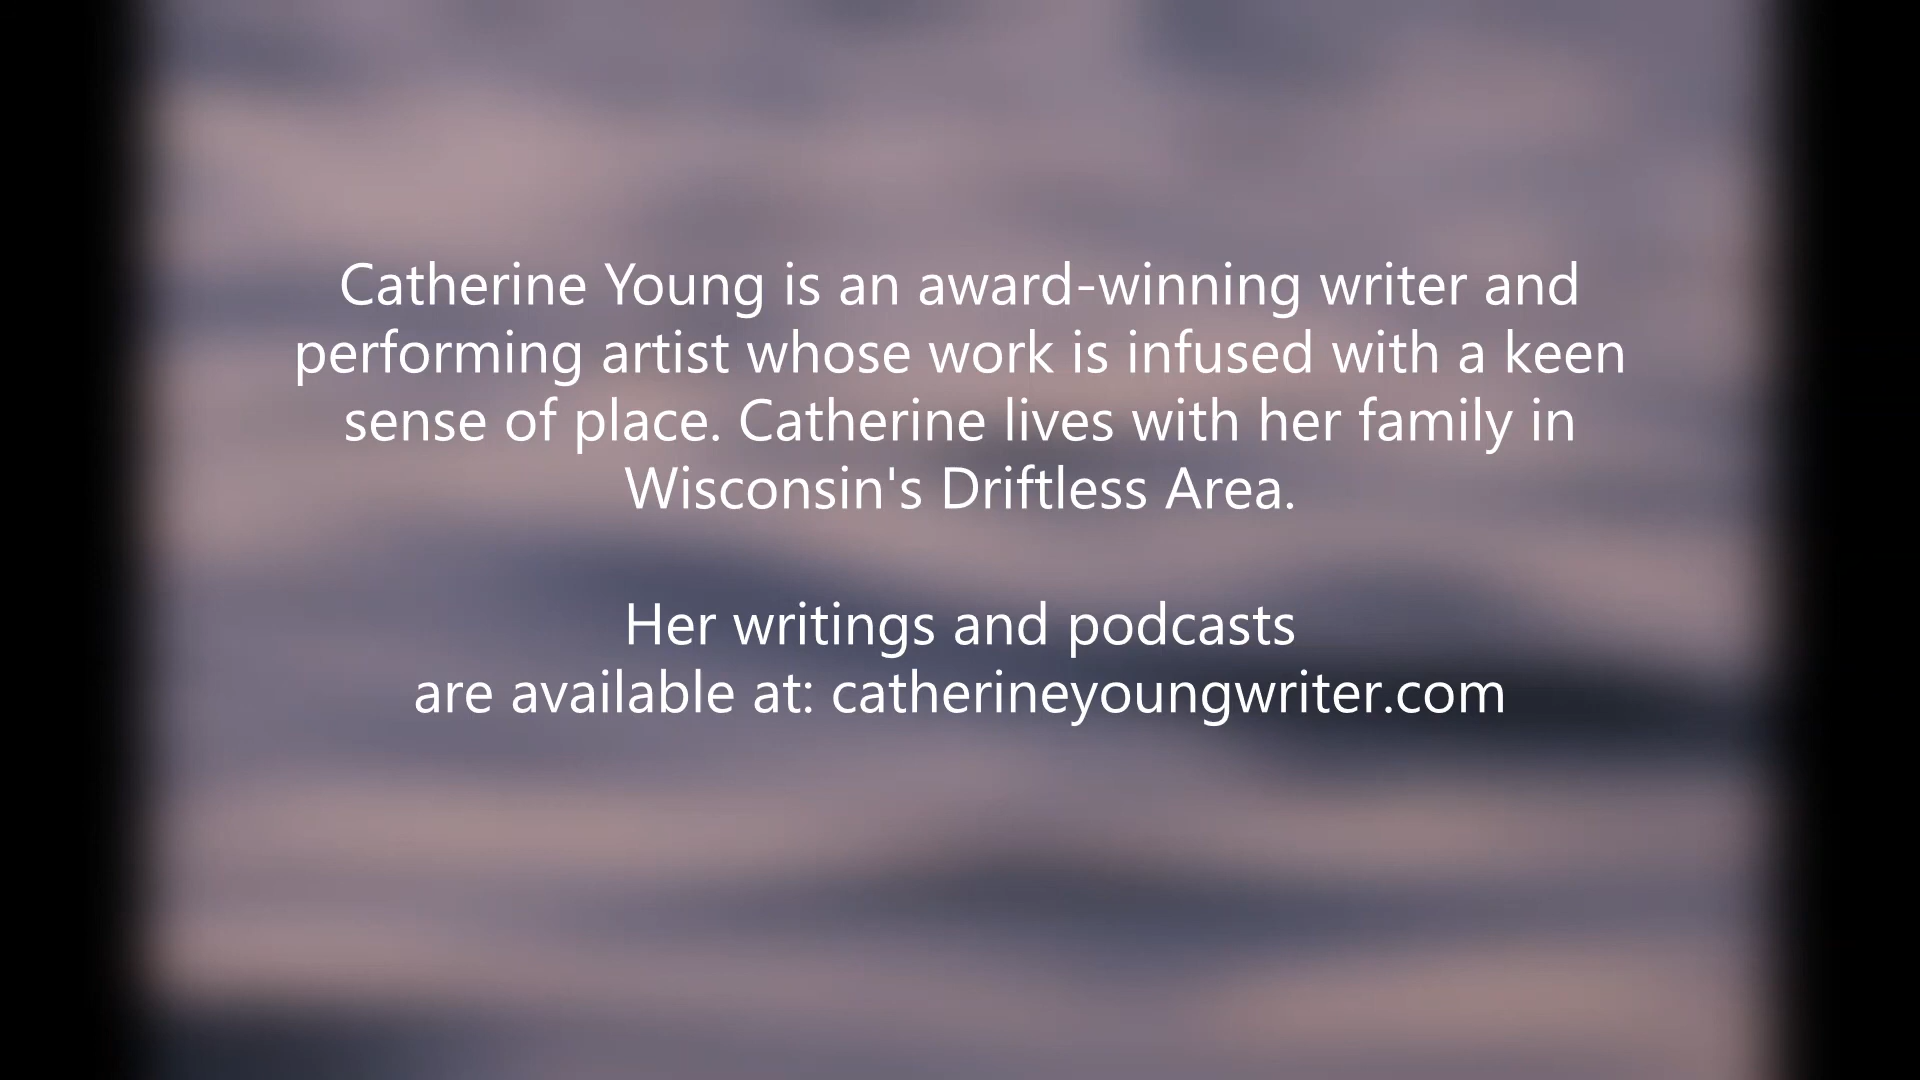 Catherine Young is an award-winning writer and
performing artist whose work is infused with a keen
sense of place. Catherine lives with her family in
Wisconsin's Driftless Area.
Her writings and podcasts
are available at: catherineyoungwriter.com